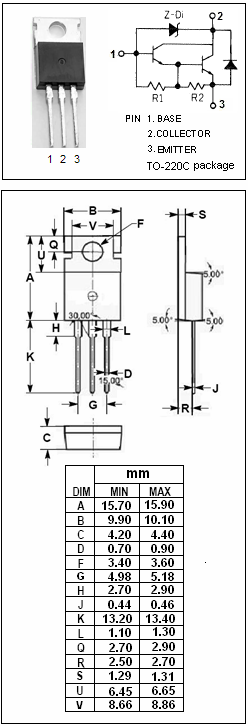 Z-Di
2
1
R1 R2
3
1 2 3
PIN 1. BASE
2.COLLECTOR
3. EMITTER
TO-220C package
B
V
F
S
Q
U
A
5.00°
30.00°
H
L
5.00° 5.00°
K
D
15.00°
J
G
R
C
mm
DIM MIN MAX
A 15.70 15.90
B 9.90 10.10
C 4.20 4.40
D 0.70 0.90
F 3.40 3.60
G 4.98 5.18
H 2.70 2.90
J 0.44 0.46
K 13.20 13.40
L 1.10 1.30
Q 2.70 2.90
R 2.50 2.70
S 1.29 1.31
U 6.45 6.65
V 8.66 8.86